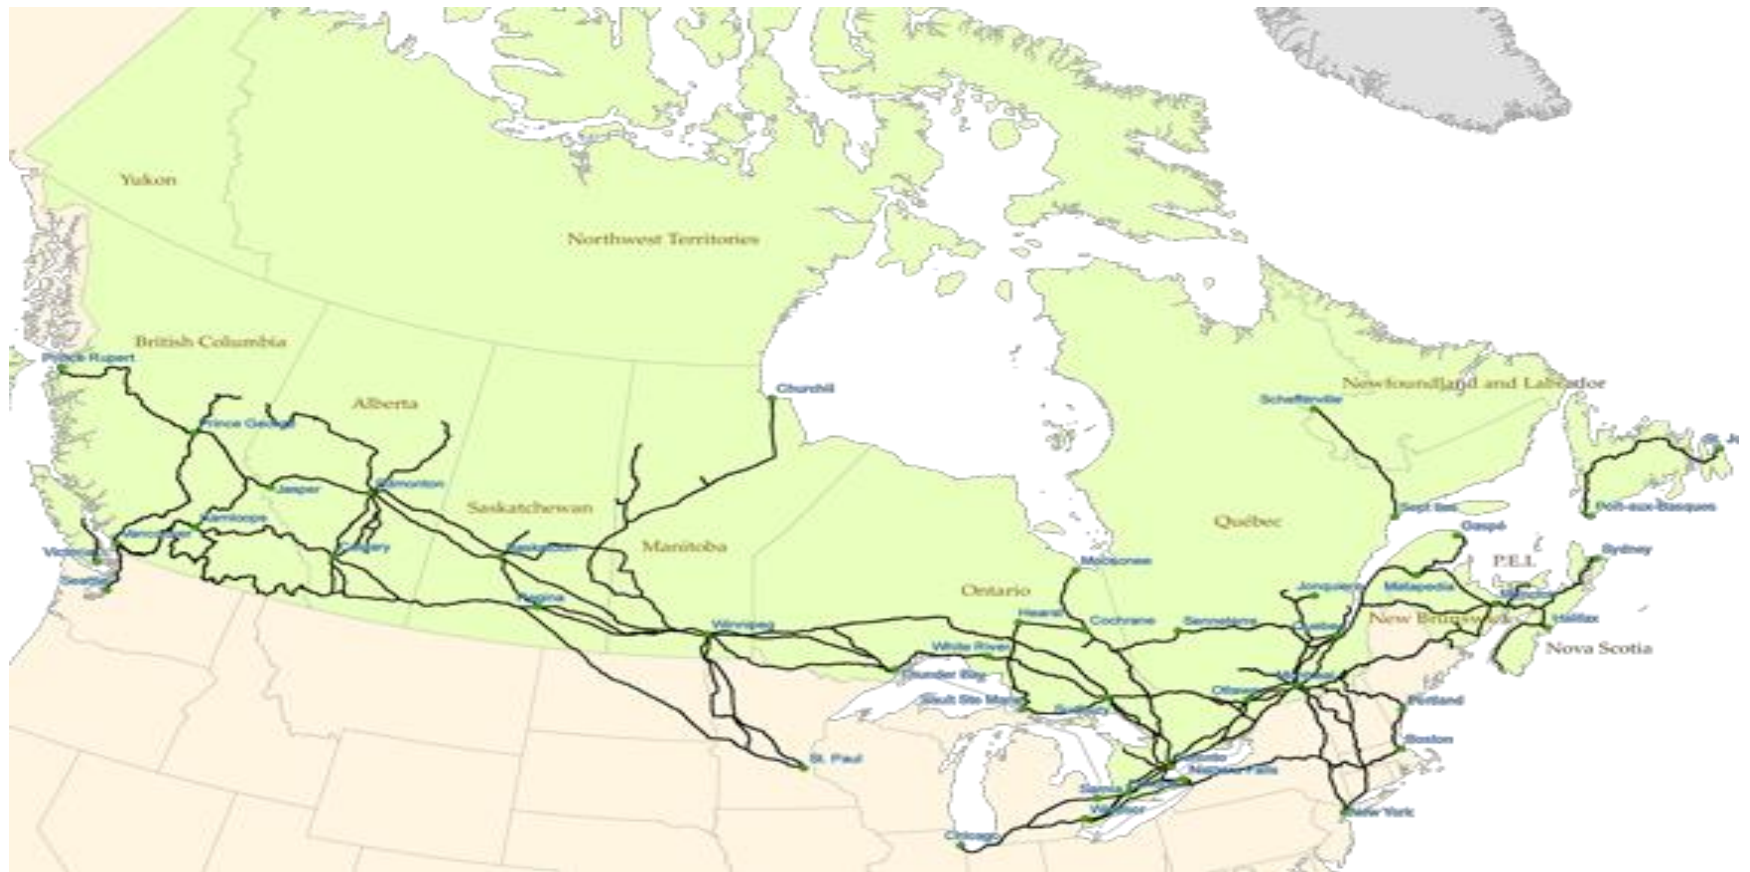 Yukon
Northwest Territories
British Columbia
Prince Rupert
Newfoundland and Labrador
Churchill
Schefferville
Alberta
Prince George
St. Jo
Edmonton
Jasper
Saskatchewan
Sept Iles
Port-aux-Basques
Kamloops
Québec
Gaspé
Vancouver
Calgary
Saskatoon
Manitoba
Sydney
Victoria
Moosonee
P.E.I.
Seattle
Ontario
Jonquiere
Matapedia
Moncton
Regina
Hearst
Cochrane
Senneterre
Quebec
New Brunswick
Halifax
Winnipeg
White River
Nova Scotia
Thunder Bay
Montreal
Ottawa
Sault Ste Marie
Sudbury
Portland
Boston
St. Paul
Toronto
Niagara Falls
Sarnia
Windsor
New York
Chicago